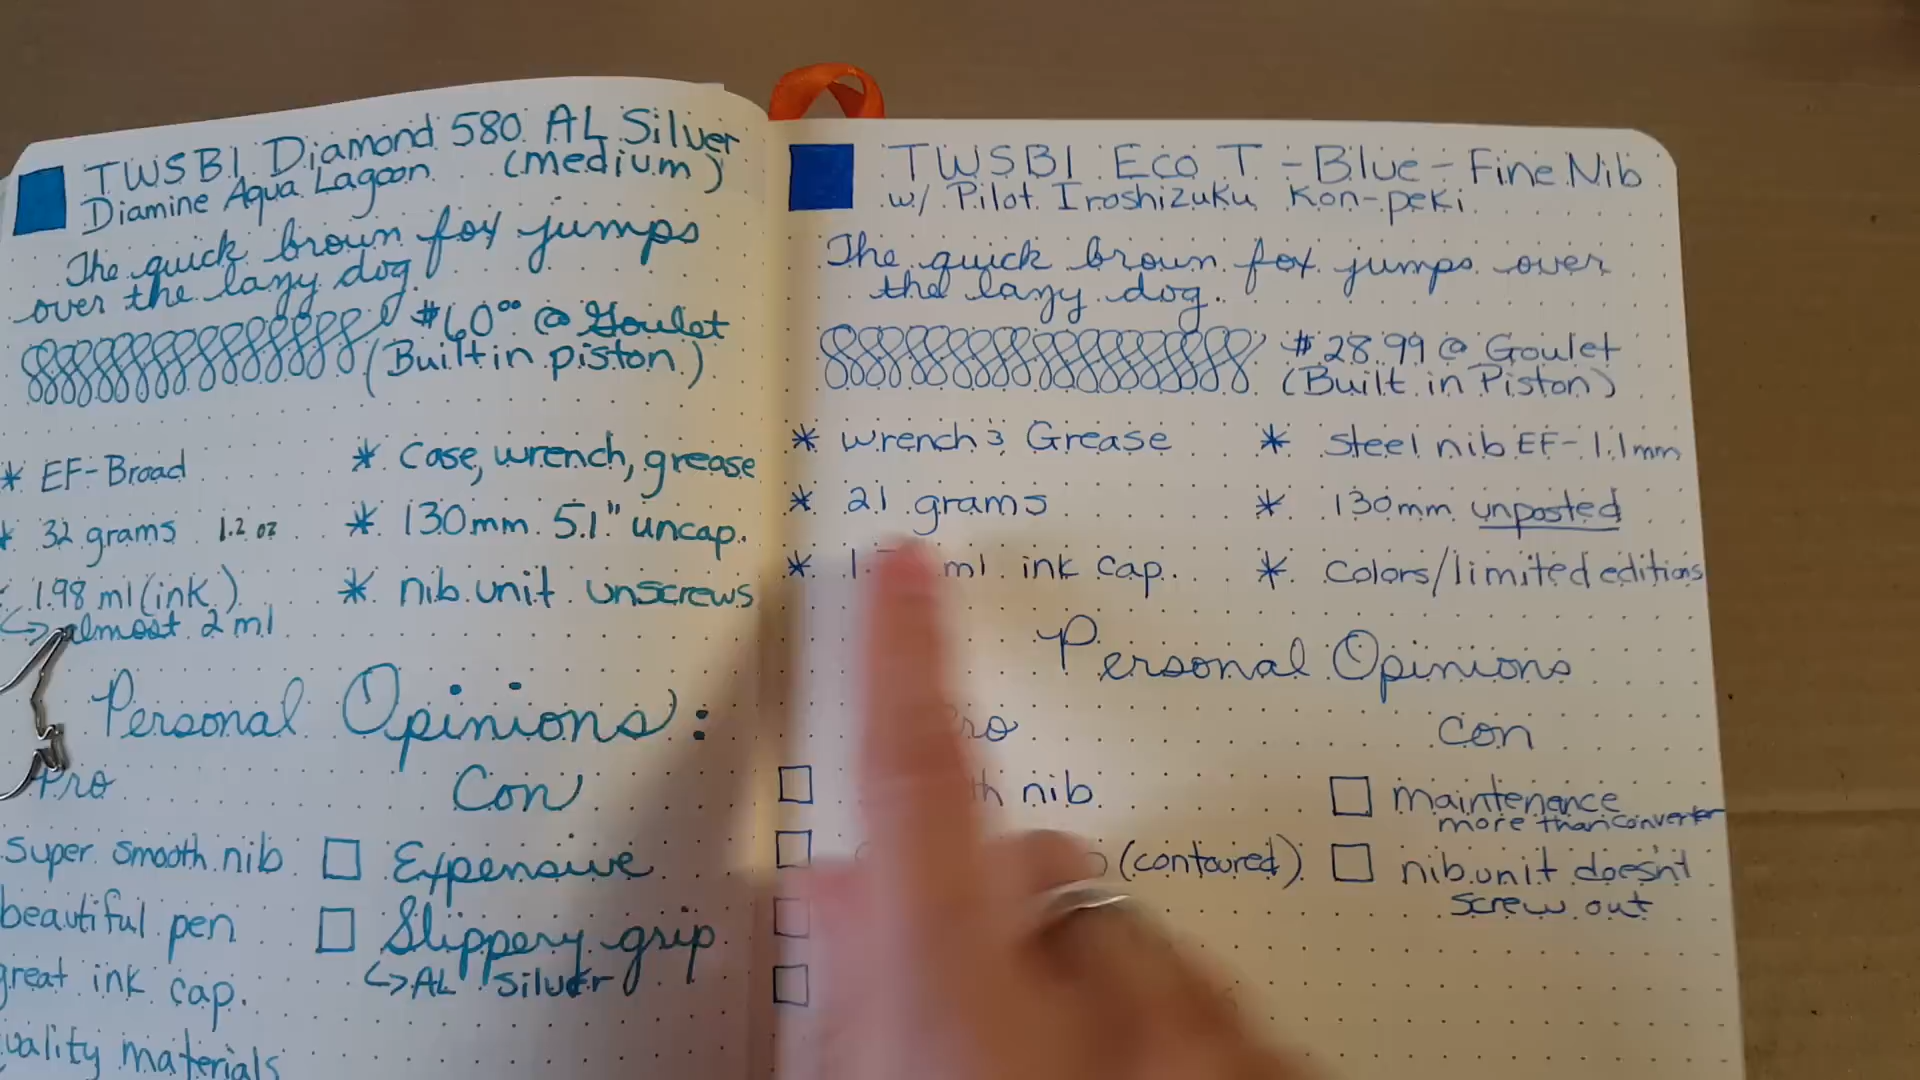 TWSBI Diamond 580 AL Silver
(medium)
Diamine Aqua Lagoon
The quick brown fox jumps
over the lazy dog.
$60°° @ Goulet
(Built in piston)
* EF-Broad
* case, wrench, grease
* 32 grams 1.2 oz
* 130mm 5.1" uncap.
1.98 ml (ink)
* nib unit unscrews
↳ almost 2 ml
Personal Opinions:
Pro
Con
super smooth nib
Expensive
beautiful pen
Slippery grip
↳ AL Silver
great ink cap.
materials
TWSBI Eco T - Blue - Fine Nib
w/ Pilot Iroshizuku Kon-peki
The quick brown fox jumps over
the lazy dog.
$28.99 @ Goulet
(Built in Piston)
* wrench & Grease
* steel nib EF-1.1mm
* 21 grams
* 130mm unposted
* ml ink cap.
* colors/limited editions
Personal Opinions
Con
nib
maintenence
more than converter
(contoured)
nib unit doesn't
screw out